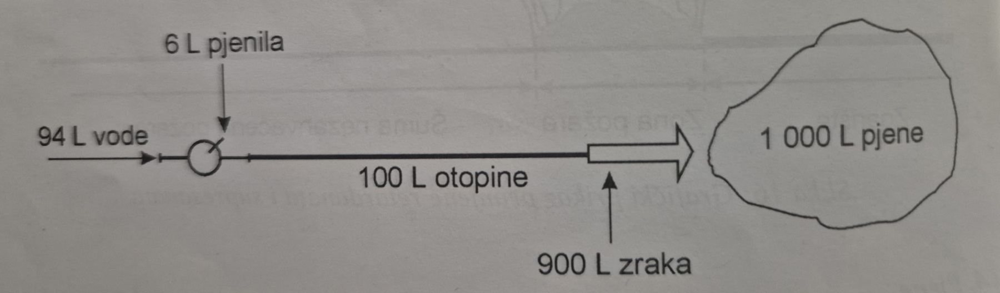 6 L pjenila
94 L vode
100 L otopine
1 000 L pjene
900 L zraka